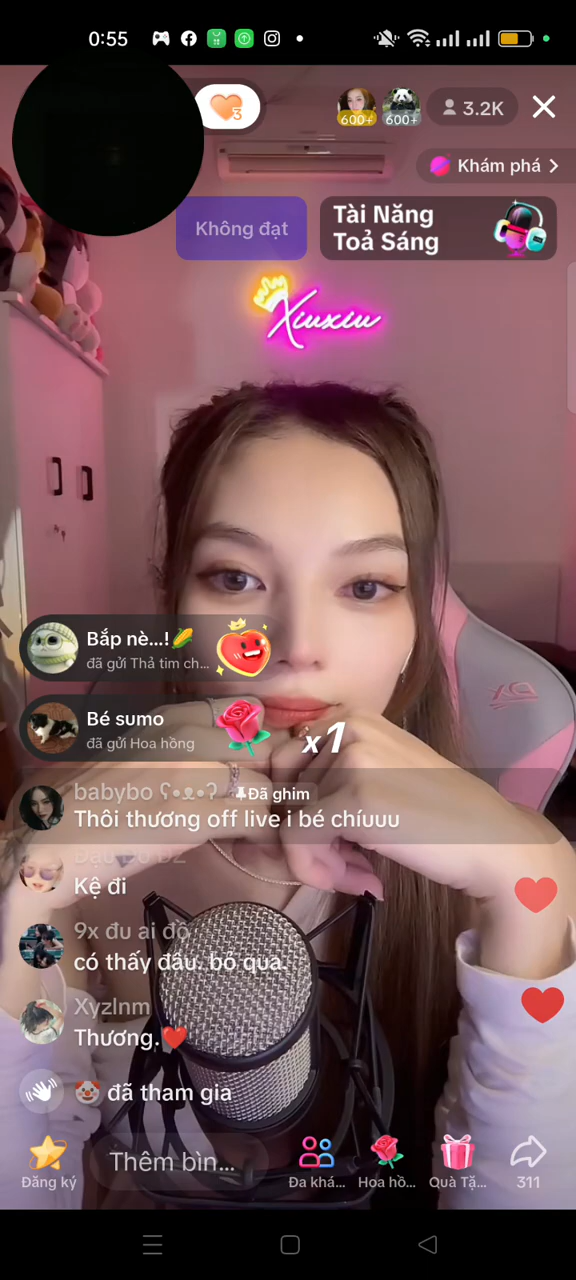 0:55
3
600+
600+
3.2K
Khám phá
Không đạt
Tài Năng
Toả Sáng
Xiuxiu
Bắp nè...!🌽
đã gửi Thả tim ch...
Bé sumo
đã gửi Hoa hồng
x1
babybo ʕ•ᴥ•ʔ Đã ghim
Thôi thương off live i bé chíuuu
Kệ đi
9x đu ai đồ
có thấy đâu. bỏ qua.
Xyzlnm
Thương.❤️
🤡 đã tham gia
Thêm bìn...
Đăng ký
Đa khá...
Hoa hồ...
Quà Tặ...
311